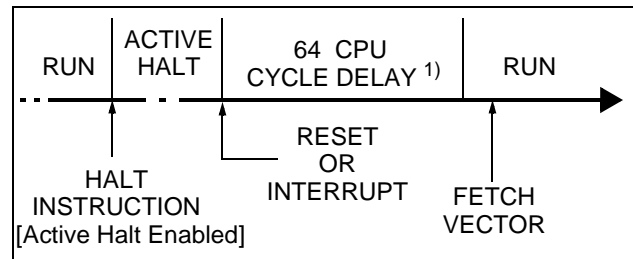 RUN
ACTIVE
HALT
64 CPU
CYCLE DELAY 1)
RUN
HALT
INSTRUCTION
[Active Halt Enabled]
RESET
OR
INTERRUPT
FETCH
VECTOR